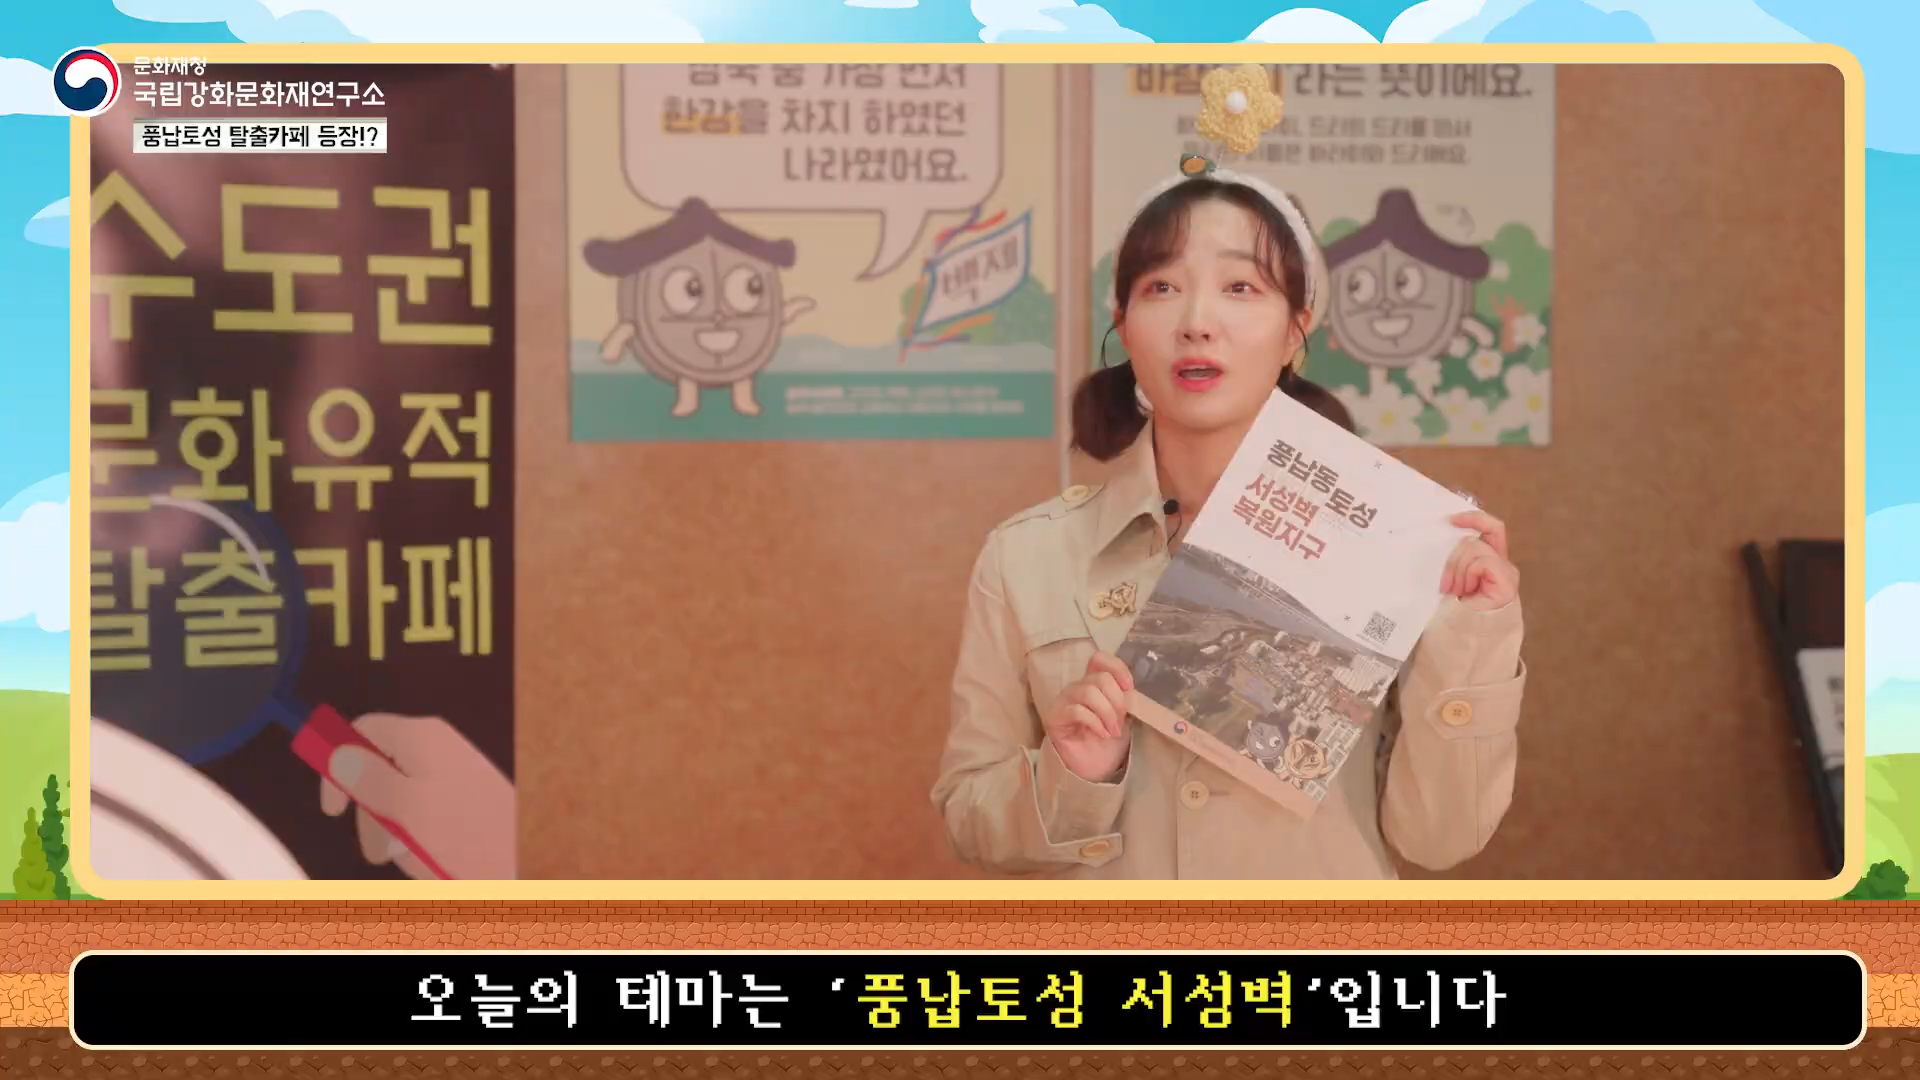 문화재청
국립강화문화재연구소
풍납토성 탈출카페 등장!?
수도권
문화유적
탈출카페
한강을 차지 하였던
나라였어요.
백제
라는 뜻이에요.
풍납동
토성
서성벽
복원지구
오늘의 테마는 '풍납토성 서성벽'입니다